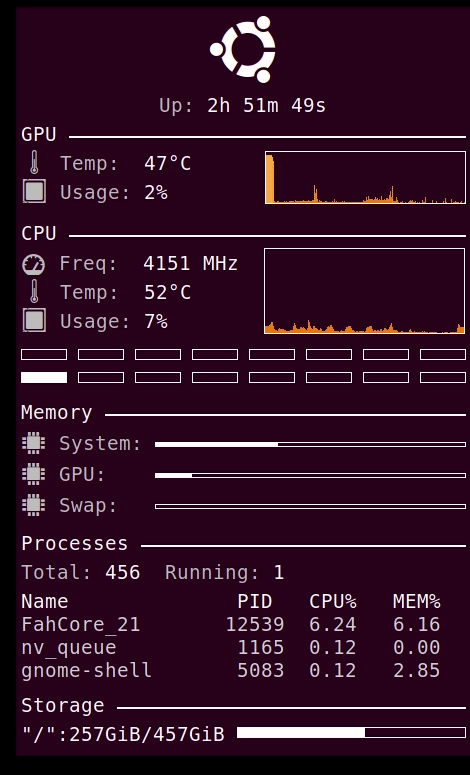 Up: 2h 51m 49s
GPU
Temp: 47°C
Usage: 2%
CPU
Freq: 4151 MHz
Temp: 52°C
Usage: 7%
Memory
System:
GPU:
Swap:
Processes
Total: 456 Running: 1
Name PID CPU% MEM%
FahCore_21 12539 6.24 6.16
nv_queue 1165 0.12 0.00
gnome-shell 5083 0.12 2.85
Storage
"/":257GiB/457GiB